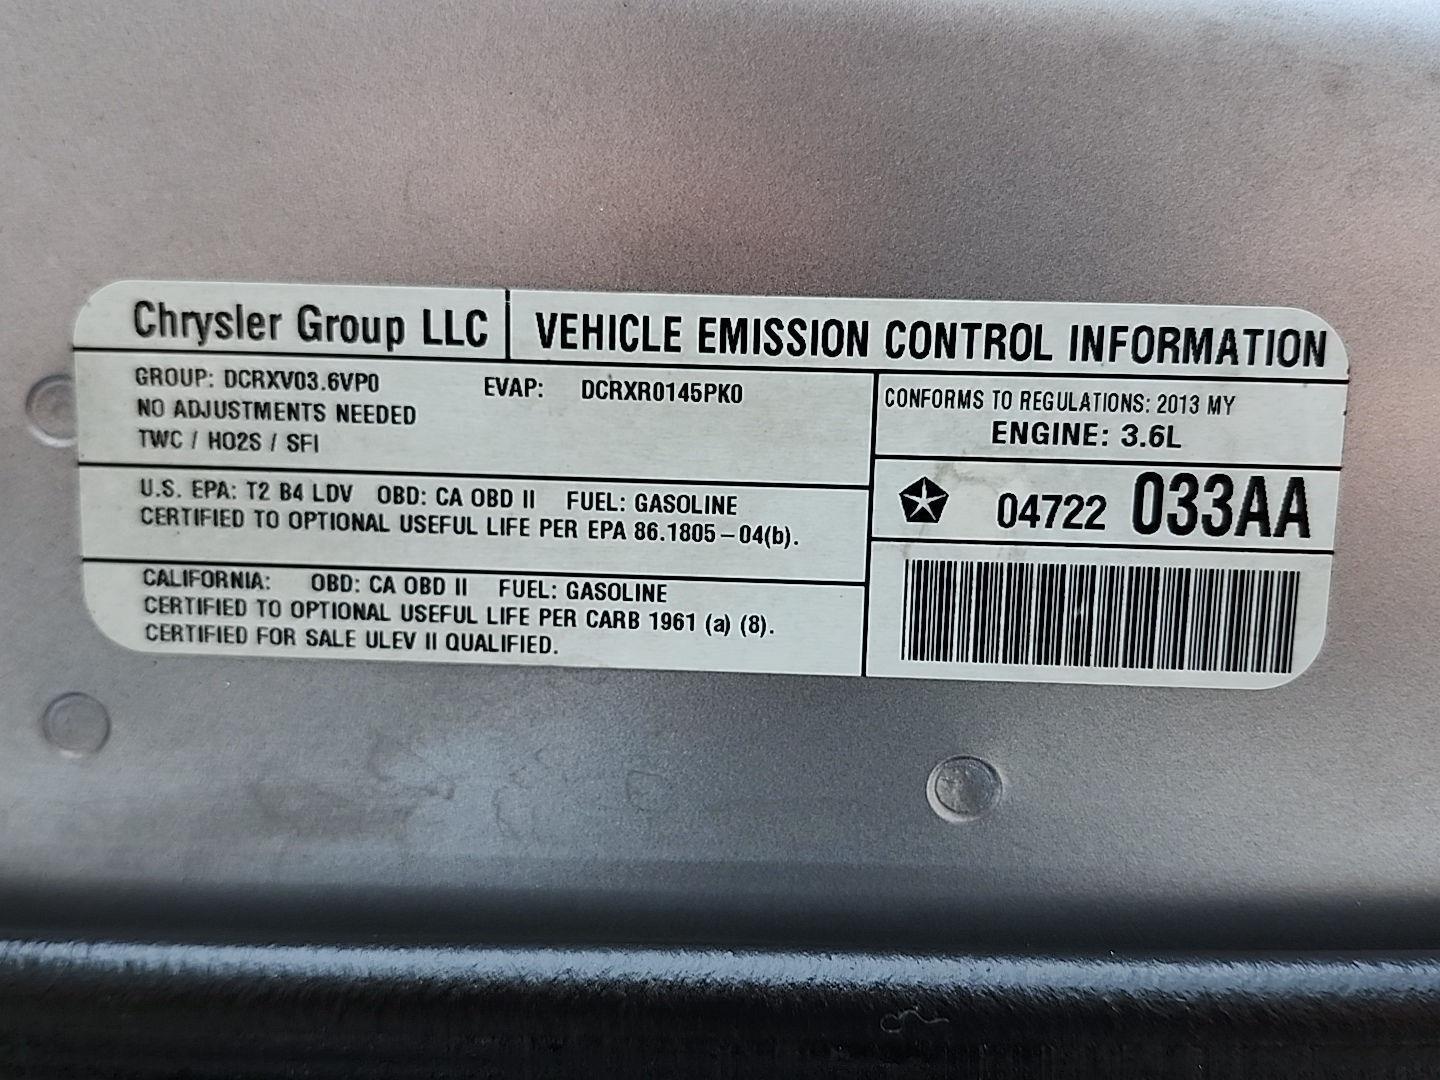 Chrysler Group LLC
VEHICLE EMISSION CONTROL INFORMATION
GROUP: DCRXV03.6VP0 EVAP: DCRXR0145PK0
NO ADJUSTMENTS NEEDED
TWC / HO2S / SFI
CONFORMS TO REGULATIONS: 2013 MY
ENGINE: 3.6L
U.S. EPA: T2 B4 LDV OBD: CA OBD II FUEL: GASOLINE
CERTIFIED TO OPTIONAL USEFUL LIFE PER EPA 86.1805–04(b).
04722 033AA
CALIFORNIA: OBD: CA OBD II FUEL: GASOLINE
CERTIFIED TO OPTIONAL USEFUL LIFE PER CARB 1961 (a) (8).
CERTIFIED FOR SALE ULEV II QUALIFIED.